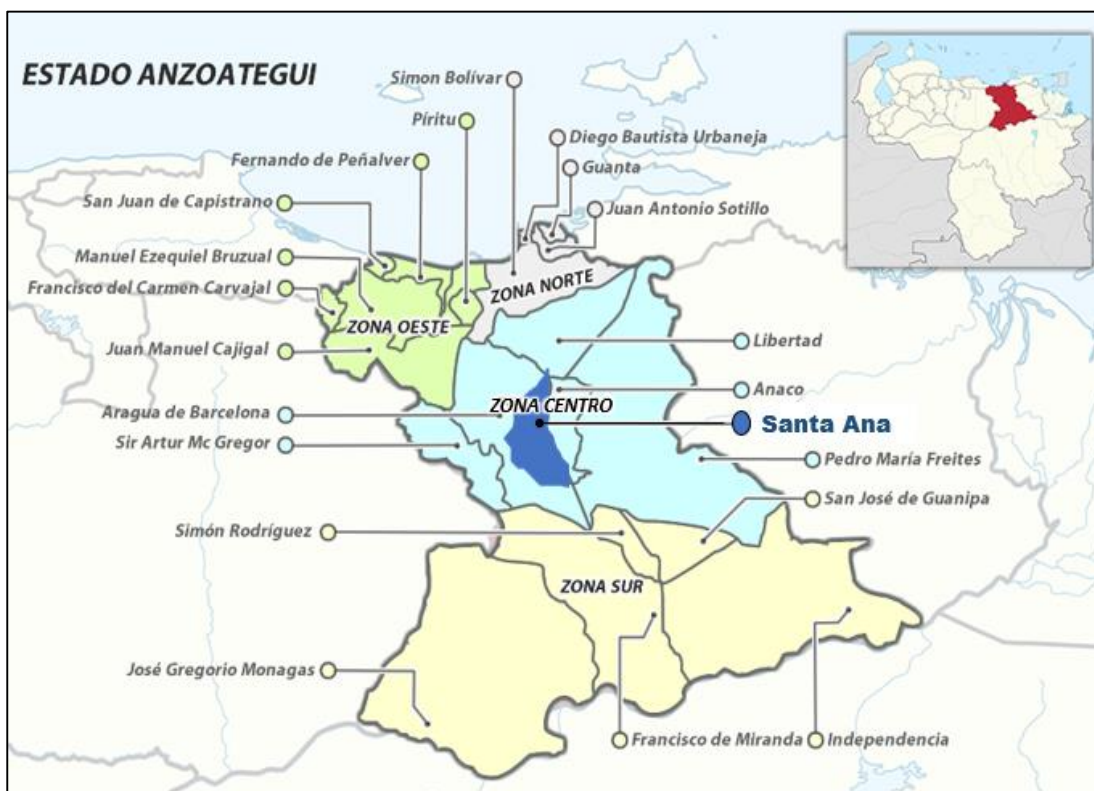 ESTADO ANZOATEGUI
Simon Bolívar
Píritu
Diego Bautista Urbaneja
Fernando de Peñalver
Guanta
San Juan de Capistrano
Juan Antonio Sotillo
Manuel Ezequiel Bruzual
Francisco del Carmen Carvajal
ZONA NORTE
ZONA OESTE
Juan Manuel Cajigal
Libertad
Anaco
Aragua de Barcelona
ZONA CENTRO
Santa Ana
Sir Artur Mc Gregor
Pedro María Freites
San José de Guanipa
Simón Rodríguez
ZONA SUR
José Gregorio Monagas
Francisco de Miranda
Independencia